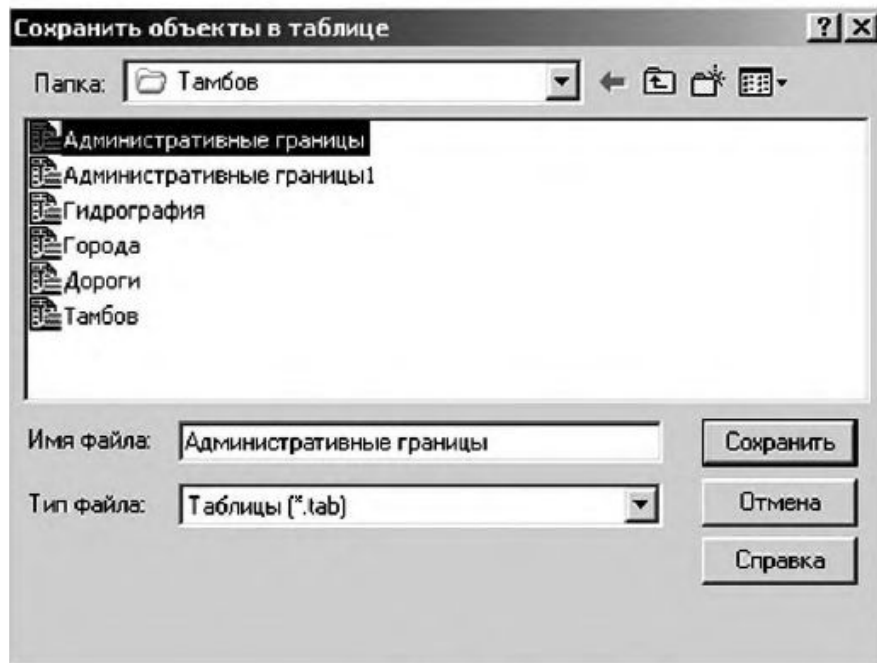 Сохранить объекты в таблице
Папка: Тамбов
Административные границы
Административные границы1
Гидрография
Города
Дороги
Тамбов
Имя файла: Административные границы Сохранить
Тип файла: Таблицы (*.tab) Отмена
Справка